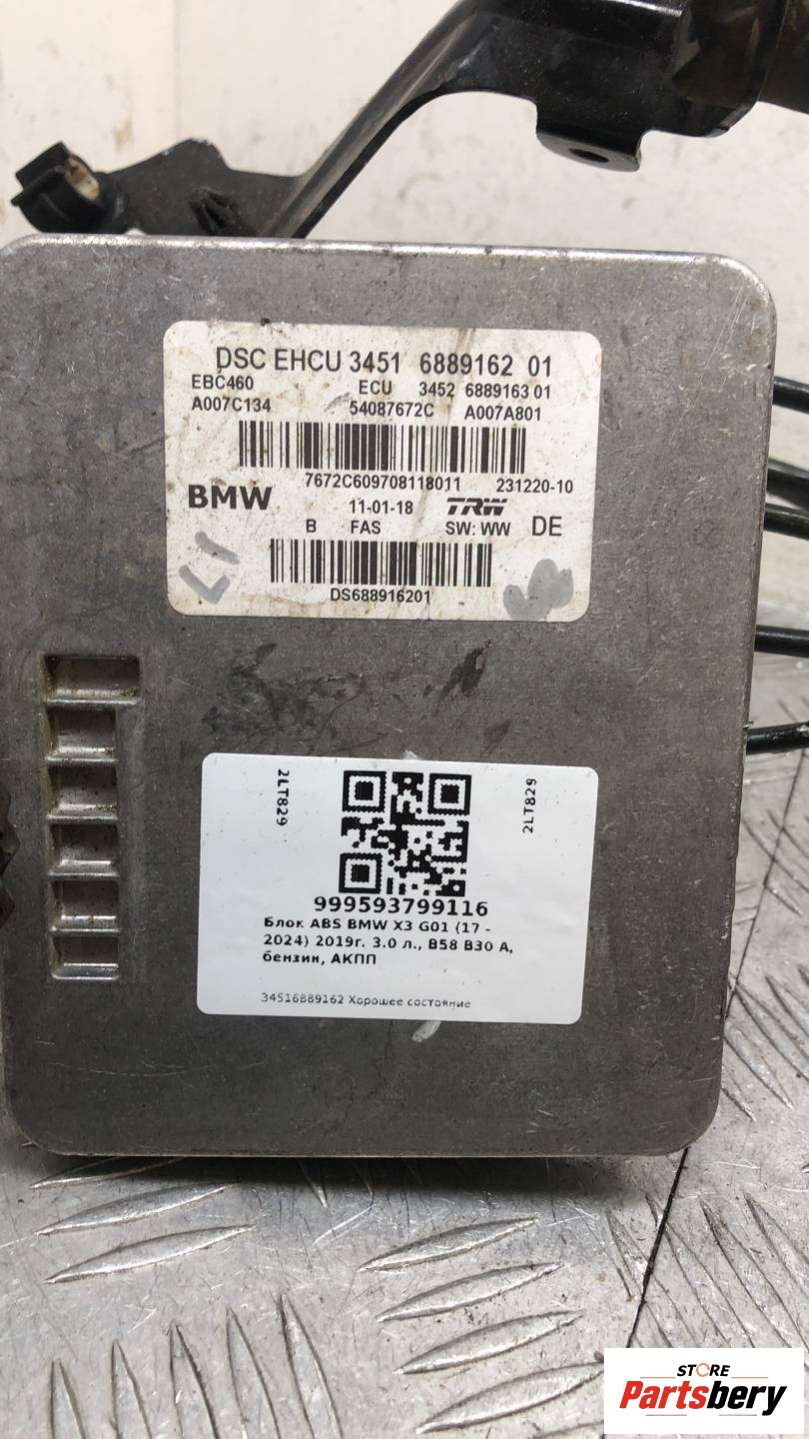 DSC EHCU 3451 6889162 01
EBC460 ECU 3452 6889163 01
A007C134 54087672C A007A801
7672C609708118011 231220-10
BMW 11-01-18 TRW
B FAS SW: WW DE
DS688916201
2LT829
2LT829
999593799116
Блок ABS BMW X3 G01 (17 -
2024) 2019г. 3.0 л., B58 B30 A,
бензин, АКПП
34516889162 Хорошее состояние
STORE
Partsbery